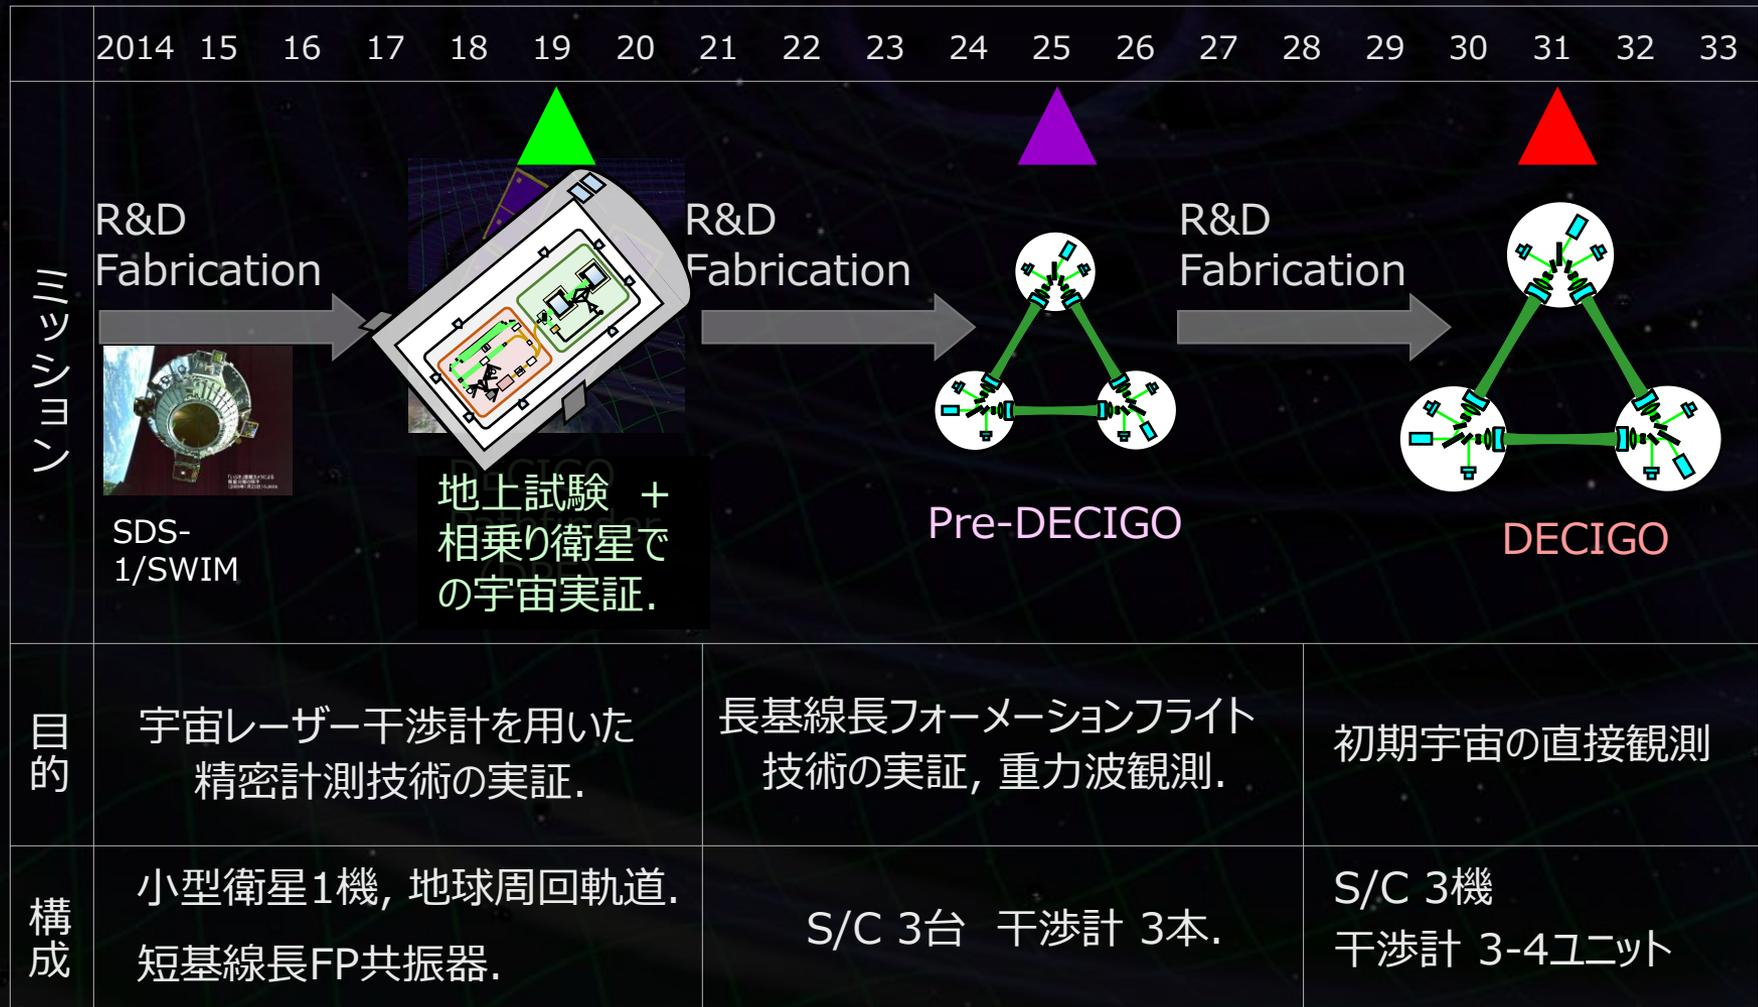 2014 15 16 17 18 19 20 21 22 23 24 25 26 27 28 29 30 31 32 33
ミッション
R&D
Fabrication
R&D
Fabrication
R&D
Fabrication
SDS-
1/SWIM
地上試験 +
相乗り衛星で
の宇宙実証.
Pre-DECIGO
DECIGO
目的
宇宙レーザー干渉計を用いた
精密計測技術の実証.
長基線長フォーメーションフライト
技術の実証, 重力波観測.
初期宇宙の直接観測
構成
小型衛星1機, 地球周回軌道.
短基線長FP共振器.
S/C 3台 干渉計 3本.
S/C 3機
干渉計 3-4ユニット